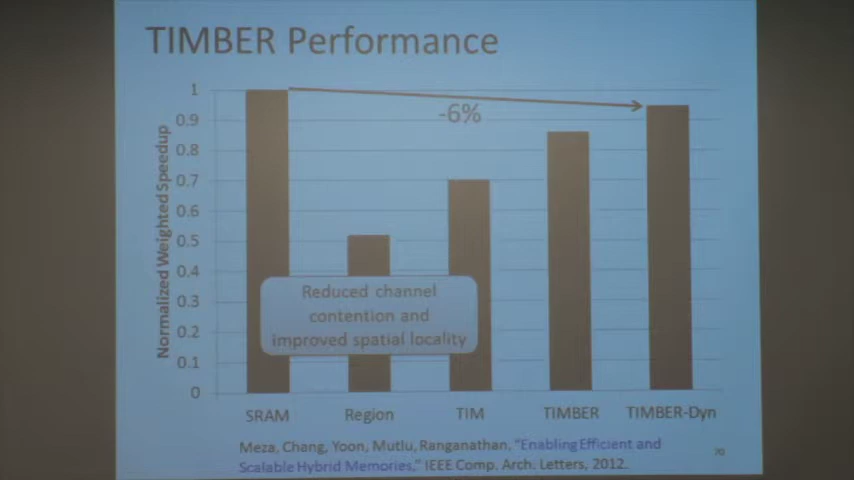 TIMBER Performance
Normalized Weighted Speedup
1
0.9
0.8
0.7
0.6
0.5
0.4
0.3
0.2
0.1
0
-6%
Reduced channel
contention and
improved spatial locality
SRAM
Region
TIM
TIMBER
TIMBER-Dyn
Meza, Chang, Yoon, Mutlu, Ranganathan, "Enabling Efficient and
Scalable Hybrid Memories," IEEE Comp. Arch. Letters, 2012.
70